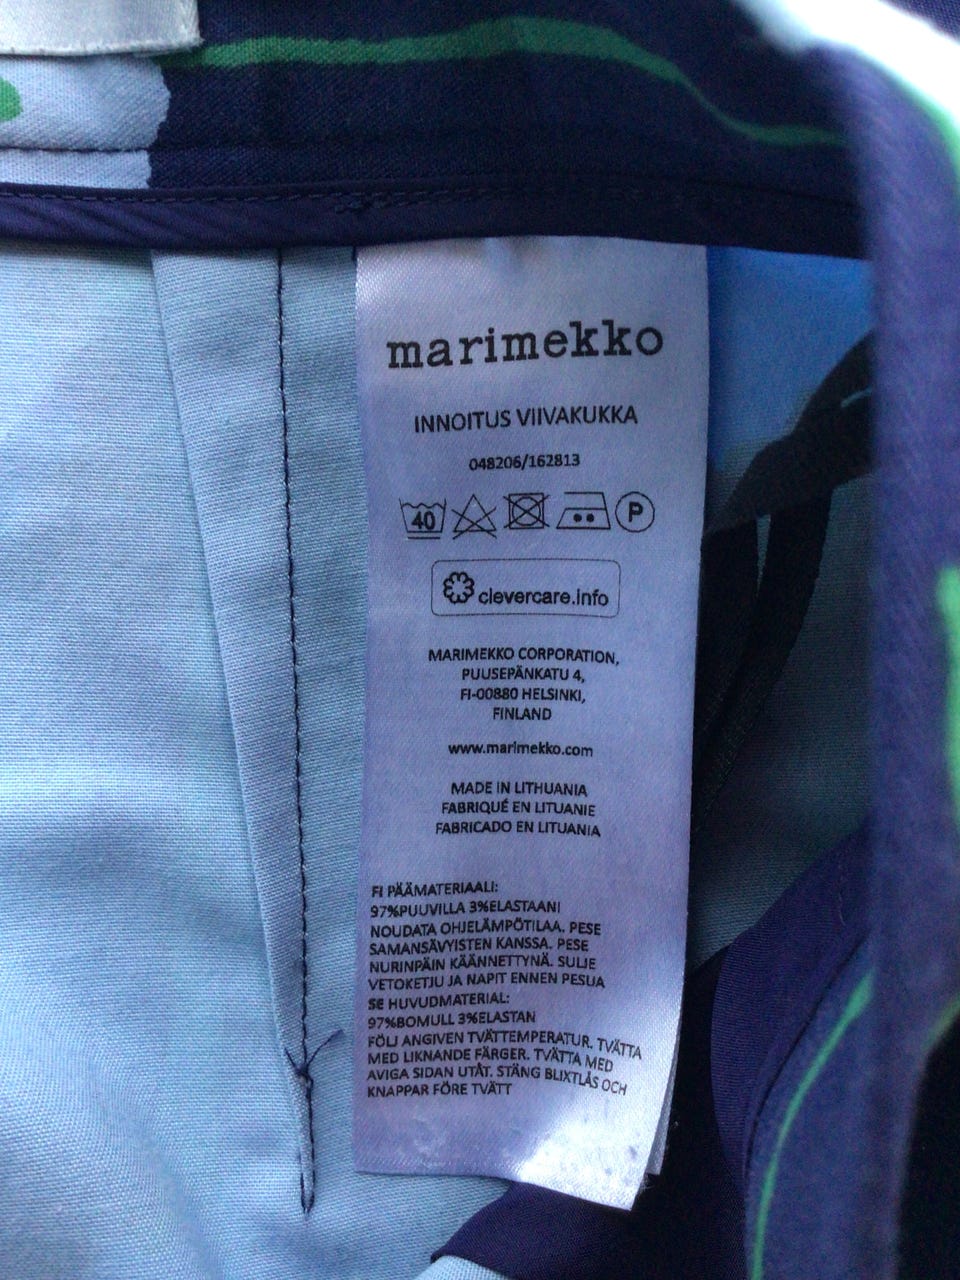 marimekko
INNOITUS VIIVAKUKKA
048206/162813
40 P
clevercare.info
MARIMEKKO CORPORATION,
PUUSEPÄNKATU 4,
FI-00880 HELSINKI,
FINLAND
www.marimekko.com
MADE IN LITHUANIA
FABRIQUÉ EN LITUANIE
FABRICADO EN LITUANIA
FI PÄÄMATERIAALI:
97%PUUVILLA 3%ELASTAANI
NOUDATA OHJELÄMPÖTILAA. PESE
SAMANSÄVYISTEN KANSSA. PESE
NURINPÄIN KÄÄNNETTYNÄ. SULJE
VETOKETJU JA NAPIT ENNEN PESUA
SE HUVUDMATERIAL:
97%BOMULL 3%ELASTAN
FÖLJ ANGIVEN TVÄTTEMPERATUR. TVÄTTA
MED LIKNANDE FÄRGER. TVÄTTA MED
AVIGA SIDAN UTÅT. STÄNG BLIXTLÅS OCH
KNAPPAR FÖRE TVÄTT